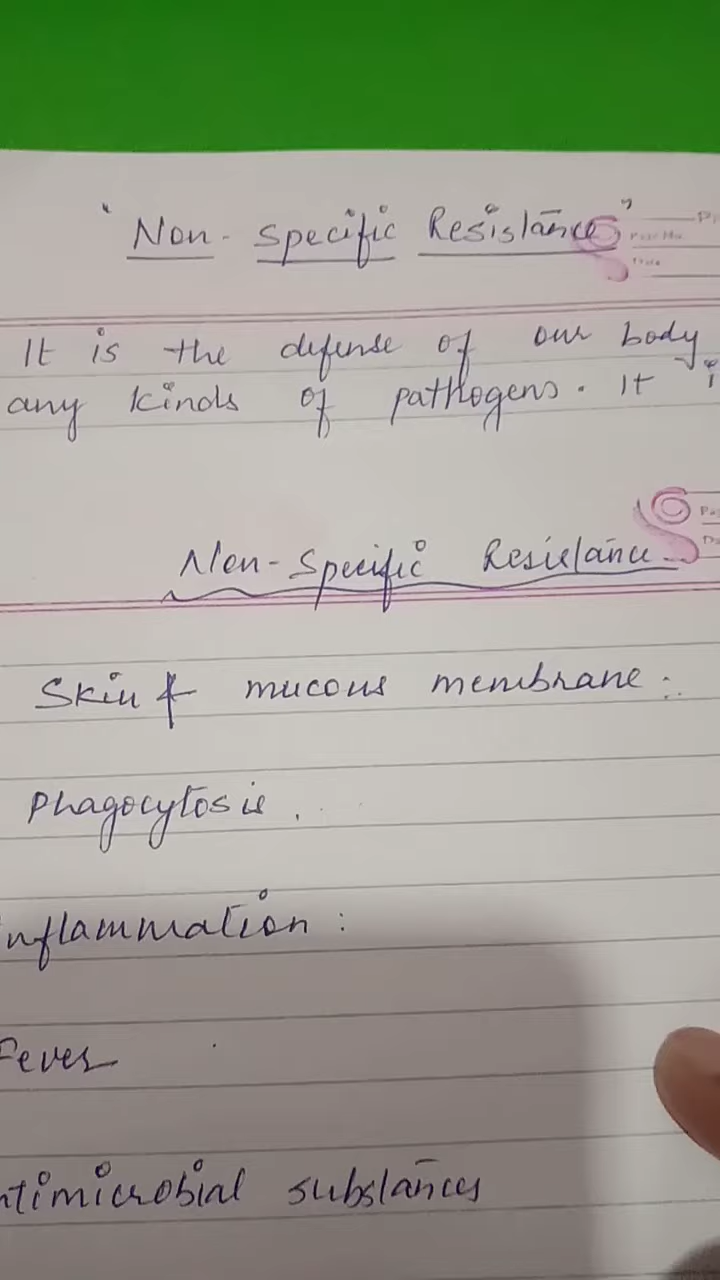 "Non-Specific Resistance"
It is the defense of our body
any kinds of pathogens. It i
Non-Specific Resistance
Skin & mucous membrane:
Phagocytosis.
nflammation:
Fever
ntimicrobial substances